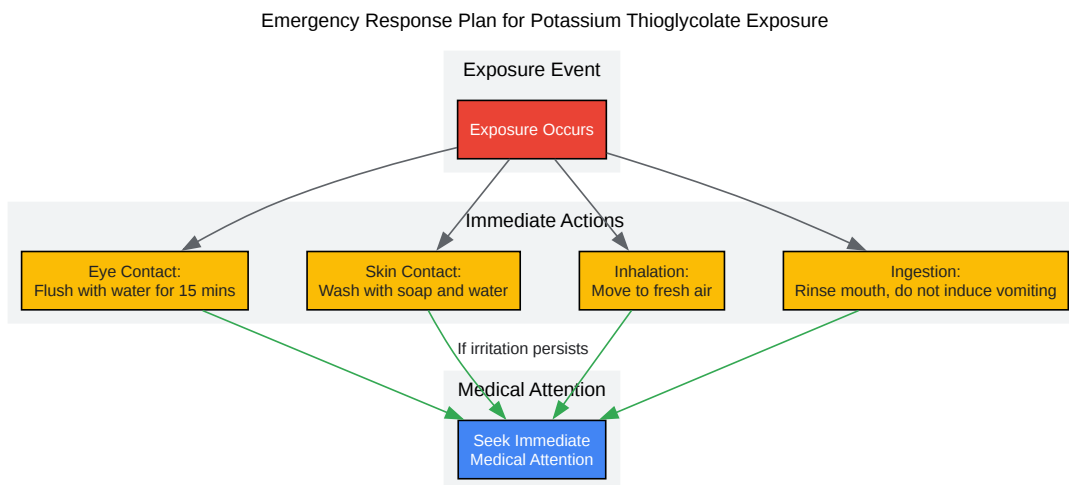 Emergency Response Plan for Potassium Thioglycolate Exposure
Exposure Event
Exposure Occurs
Immediate Actions
Eye Contact:
Flush with water for 15 mins
Skin Contact:
Wash with soap and water
Inhalation:
Move to fresh air
Ingestion:
Rinse mouth, do not induce vomiting
If irritation persists
Medical Attention
Seek Immediate
Medical Attention